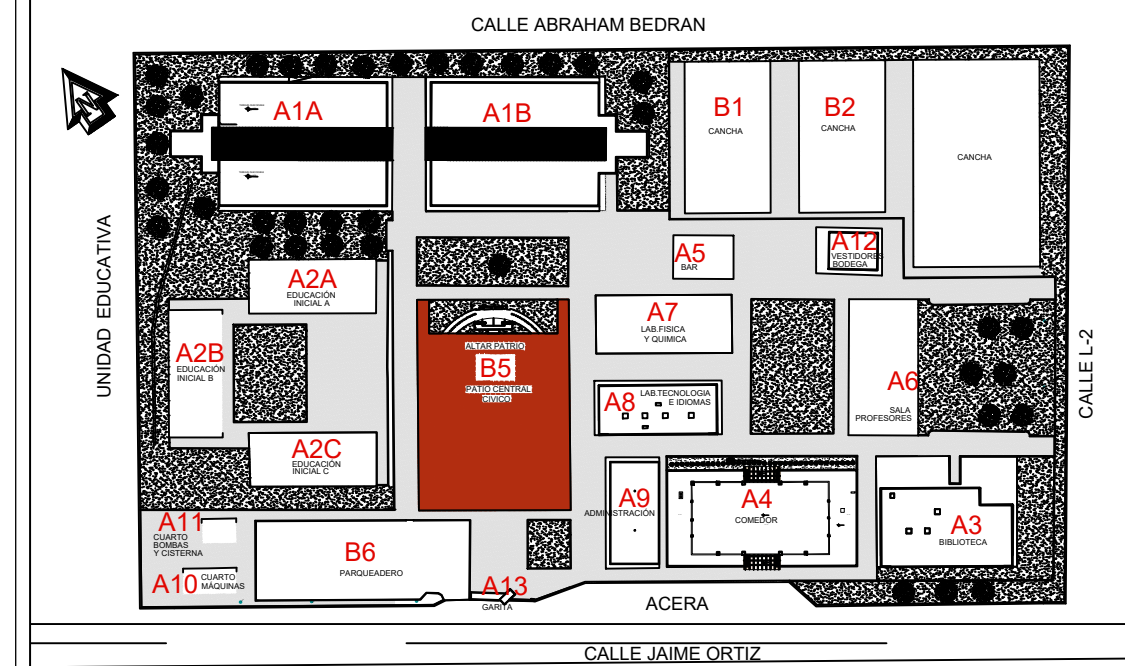 CALLE ABRAHAM BEDRAN
N
A1A
A1B
B1
CANCHA
B2
CANCHA
CANCHA
UNIDAD EDUCATIVA
A2A
EDUCACIÓN
INICIAL A
A5
BAR
A12
VESTIDORES
BODEGA
A2B
EDUCACIÓN
INICIAL B
ALTAR PATRIO
B5
PATIO CENTRAL
CIVICO
A7
LAB.FISICA
Y QUIMICA
A8
LAB.TECNOLOGIA
E IDIOMAS
A6
SALA
PROFESORES
CALLE L-2
A2C
EDUCACIÓN
INICIAL C
A9
ADMINISTRACIÓN
A4
COMEDOR
A3
BIBLIOTECA
A11
CUARTO
BOMBAS
Y CISTERNA
A10
CUARTO
MÁQUINAS
B6
PARQUEADERO
A13
GARITA
ACERA
CALLE JAIME ORTIZ